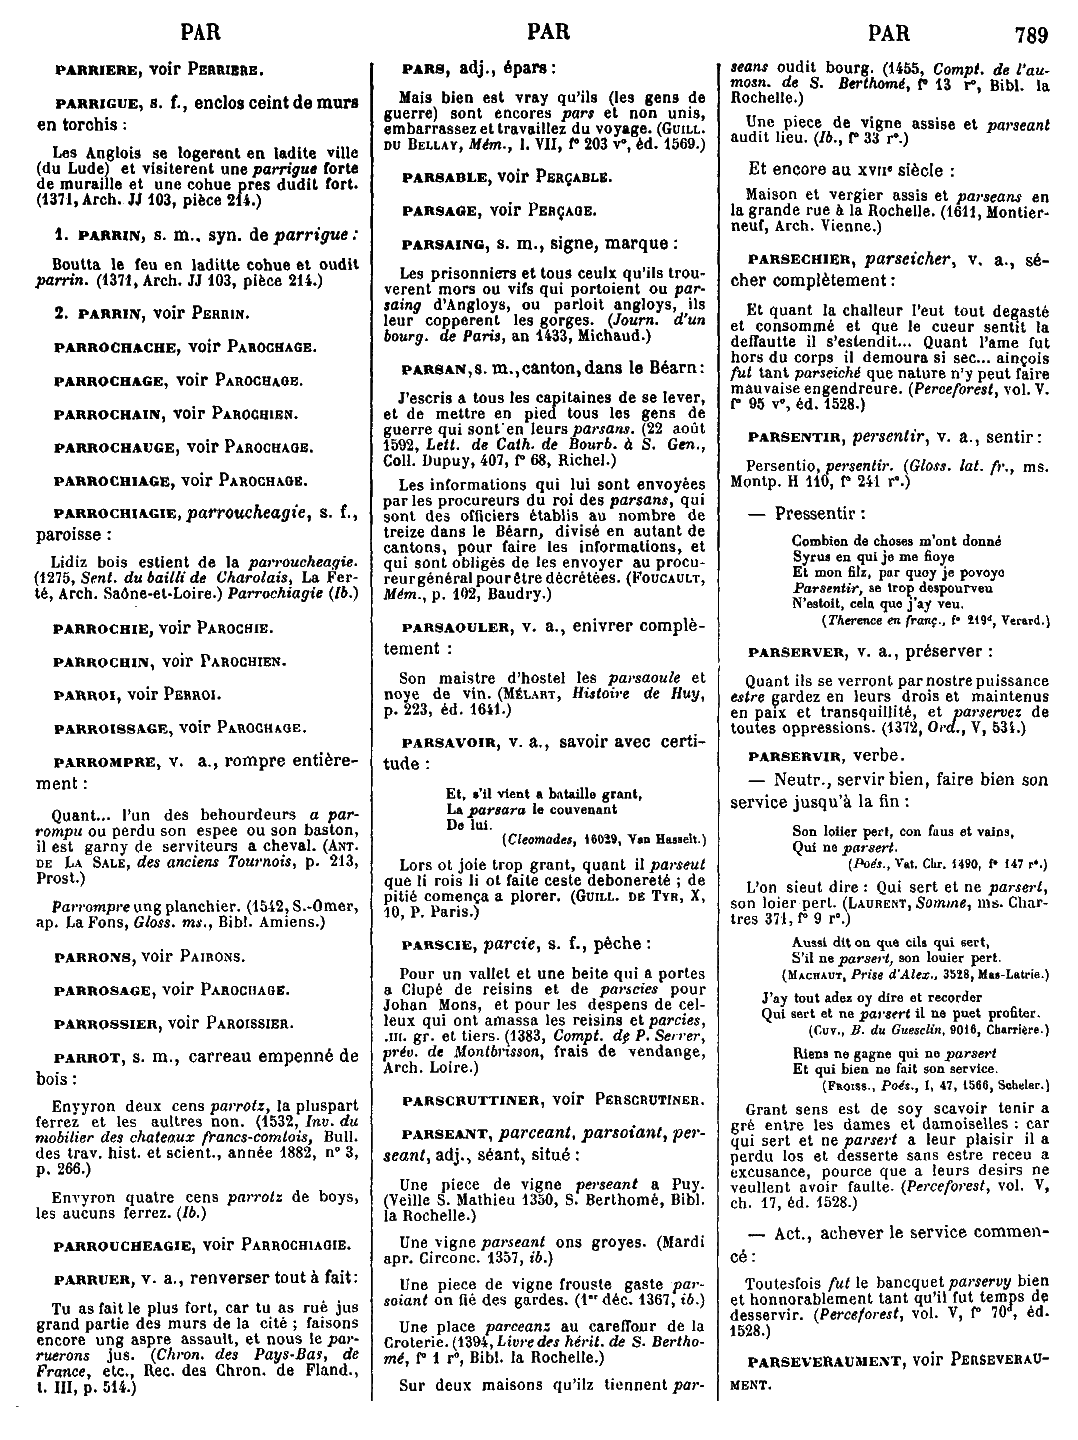 PAR
PAR
PAR
789
PARRIERE, voir PERRIERE.
PARRIGUE, s. f., enclos ceint de murs
en torchis :
Les Anglois se logerent en ladite ville
(du Lude) et visiterent une parrigue forte
de muraille et une cohue pres dudit fort.
(1371, Arch. JJ 103, pièce 214.)
1. PARRIN, s. m., syn. de parrigue :
Boutta le feu en laditte cohue et oudit
parrin. (1371, Arch. JJ 103, pièce 214.)
2. PARRIN, voir PERRIN.
PARROCHACHE, voir PAROCHAGE.
PARROCHAGE, voir PAROCHAGE.
PARROCHAIN, voir PAROCHIEN.
PARROCHAUGE, voir PAROCHAGE.
PARROCHIAGE, voir PAROCHAGE.
PARROCHIAGIE, parroucheagie, s. f.,
paroisse :
Lidiz bois estient de la parroucheagie.
(1275, Sent. du bailli de Charolais, La Fer-
té, Arch. Saône-et-Loire.) Parrochiagie (Ib.)
PARROCHIE, voir PAROCHIE.
PARROCHIN, voir PAROCHIEN.
PARROI, voir PERROI.
PARROISSAGE, voir PAROCHAGE.
PARROMPRE, v. a., rompre entière-
ment :
Quant... l'un des behourdeurs a par-
rompu ou perdu son espee ou son baston,
il est garny de serviteurs a cheval. (ANT.
DE LA SALE, des anciens Tournois, p. 213,
Prost.)
Parrompre ung planchier. (1542, S.-Omer,
ap. La Fons, Gloss. ms., Bibl. Amiens.)
PARRONS, voir PAIRONS.
PARROSAGE, voir PAROCHAGE.
PARROSSIER, voir PAROISSIER.
PARROT, s. m., carreau empenné de
bois :
Envyron deux cens parrotz, la pluspart
ferrez et les aultres non. (1532, Inv. du
mobilier des chateaux francs-comtois, Bull.
des trav. hist. et scient., année 1882, n° 3,
p. 266.)
Envyron quatre cens parrotz de boys,
les aucuns ferrez. (Ib.)
PARROUCHEAGIE, voir PARROCHIAGIE.
PARRUER, v. a., renverser tout à fait :
Tu as fait le plus fort, car tu as rué jus
grand partie des murs de la cité ; faisons
encore ung aspre assault, et nous le par-
ruerons jus. (Chron. des Pays-Bas, de
France, etc., Rec. des Chron. de Fland.,
t. III, p. 514.)
PARS, adj., épars :
Mais bien est vray qu'ils (les gens de
guerre) sont encores pars et non unis,
embarrassez et travaillez du voyage. (GUILL.
DU BELLAY, Mém., l. VII, f° 203 v°, éd. 1569.)
PARSABLE, voir PERÇABLE.
PARSAGE, voir PERÇAGE.
PARSAING, s. m., signe, marque :
Les prisonniers et tous ceulx qu'ils trou-
verent mors ou vifs qui portoient ou par-
saing d'Angloys, ou parloit angloys, ils
leur copperent les gorges. (Journ. d'un
bourg. de Paris, an 1433, Michaud.)
PARSAN, s. m., canton, dans le Béarn :
J'escris a tous les capitaines de se lever,
et de mettre en pied tous les gens de
guerre qui sont en leurs parsans. (22 août
1592, Lett. de Cath. de Bourb. à S. Gen.,
Coll. Dupuy, 407, f° 68, Richel.)
Les informations qui lui sont envoyées
par les procureurs du roi des parsans, qui
sont des officiers établis au nombre de
treize dans le Béarn, divisé en autant de
cantons, pour faire les informations, et
qui sont obligés de les envoyer au procu-
reur général pour être décrétées. (FOUCAULT,
Mém., p. 102, Baudry.)
PARSAOULER, v. a., enivrer complè-
tement :
Son maistre d'hostel les parsaoule et
noye de vin. (MÉLART, Histoire de Huy,
p. 223, éd. 1641.)
PARSAVOIR, v. a., savoir avec certi-
tude :
Et, s'il vient a bataille grant,
La parsara le couvenant
De lui.
(Cleomades, 16029, Van Hasselt.)
Lors ot joie trop grant, quant il parseut
que li rois li ot faite ceste debonereté ; de
pitié comença a plorer. (GUILL. DE TYR, X,
10, P. Paris.)
PARSCIE, parcie, s. f., pêche :
Pour un vallet et une beite qui a portes
a Clupé de reisins et de parscies pour
Johan Mons, et pour les despens de cel-
leux qui ont amassa les reisins et parcies,
.III. gr. et tiers. (1383, Compt. de P. Serrer,
prév. de Montbrisson, frais de vendange,
Arch. Loire.)
PARSCRUTTINER, voir PERSCRUTINER.
PARSEANT, parceant, parsoiant, per-
seant, adj., séant, situé :
Une piece de vigne perseant a Puy.
(Veille S. Mathieu 1350, S. Berthomé, Bibl.
la Rochelle.)
Une vigne parseant ons groyes. (Mardi
apr. Circonc. 1357, ib.)
Une piece de vigne frouste gaste par-
soiant on fié des gardes. (1er déc. 1367, ib.)
Une place parceanz au careffour de la
Croterie. (1394, Livre des hérit. de S. Bertho-
mé, f° 1 r°, Bibl. la Rochelle.)
Sur deux maisons qu'ilz tiennent par-
seans oudit bourg. (1455, Compt. de l'au-
mosn. de S. Berthomé, f° 13 r°, Bibl. la
Rochelle.)
Une piece de vigne assise et parseant
audit lieu. (Ib., f° 33 r°.)
Et encore au XVIIe siècle :
Maison et vergier assis et parseans en
la grande rue à la Rochelle. (1611, Montier-
neuf, Arch. Vienne.)
PARSECHIER, parseicher, v. a., sé-
cher complètement :
Et quant la challeur l'eut tout degasté
et consommé et que le cueur sentit la
deffautte il s'estendit... Quant l'ame fut
hors du corps il demoura si sec... ainçois
fut tant parseiché que nature n'y peut faire
mauvaise engendreure. (Perceforest, vol. V.
f° 95 v°, éd. 1528.)
PARSENTIR, persentir, v. a., sentir :
Persentio, persentir. (Gloss. lat. fr., ms.
Montp. H 110, f° 241 r°.)
— Pressentir :
Combien de choses m'ont donné
Syrus en qui je me fioye
Et mon filz, par quoy je povoye
Parsentir, se trop despourveu
N'estoit, cela que j'ay veu.
(Therence en franç., f° 219d, Verard.)
PARSERVER, v. a., préserver :
Quant ils se verront par nostre puissance
estre gardez en leurs drois et maintenus
en paix et transquillité, et parservez de
toutes oppressions. (1372, Ord., V, 531.)
PARSERVIR, verbe.
— Neutr., servir bien, faire bien son
service jusqu'à la fin :
Son loiier pert, con faus et vains,
Qui ne parsert.
(Poés., Vat. Chr. 1490, f° 147 r°.)
L'on sieut dire : Qui sert et ne parsert,
son loier pert. (LAURENT, Somme, ms. Char-
tres 371, f° 9 r°.)
Aussi dit on que cils qui sert,
S'il ne parsert, son louier pert.
(MACHAUT, Prise d'Alex., 3528, Mas-Latrie.)
J'ay tout adez oy dire et recorder
Qui sert et ne parsert il ne puet profiter.
(CUV., B. du Guesclin, 9016, Charrière.)
Riens ne gagne qui ne parsert
Et qui bien ne fait son service.
(FROISS., Poés., I, 47, 1566, Scheler.)
Grant sens est de soy scavoir tenir a
gré entre les dames et damoiselles : car
qui sert et ne parsert a leur plaisir il a
perdu los et desserte sans estre receu a
excusance, pource que a leurs desirs ne
veullent avoir faulte. (Perceforest, vol. V,
ch. 17, éd. 1528.)
— Act., achever le service commen-
cé :
Toutesfois fut le bancquet parservy bien
et honnorablement tant qu'il fut temps de
desservir. (Perceforest, vol. V, f° 70d, éd.
1528.)
PARSEVERAUMENT, voir PERSEVERAU-
MENT.